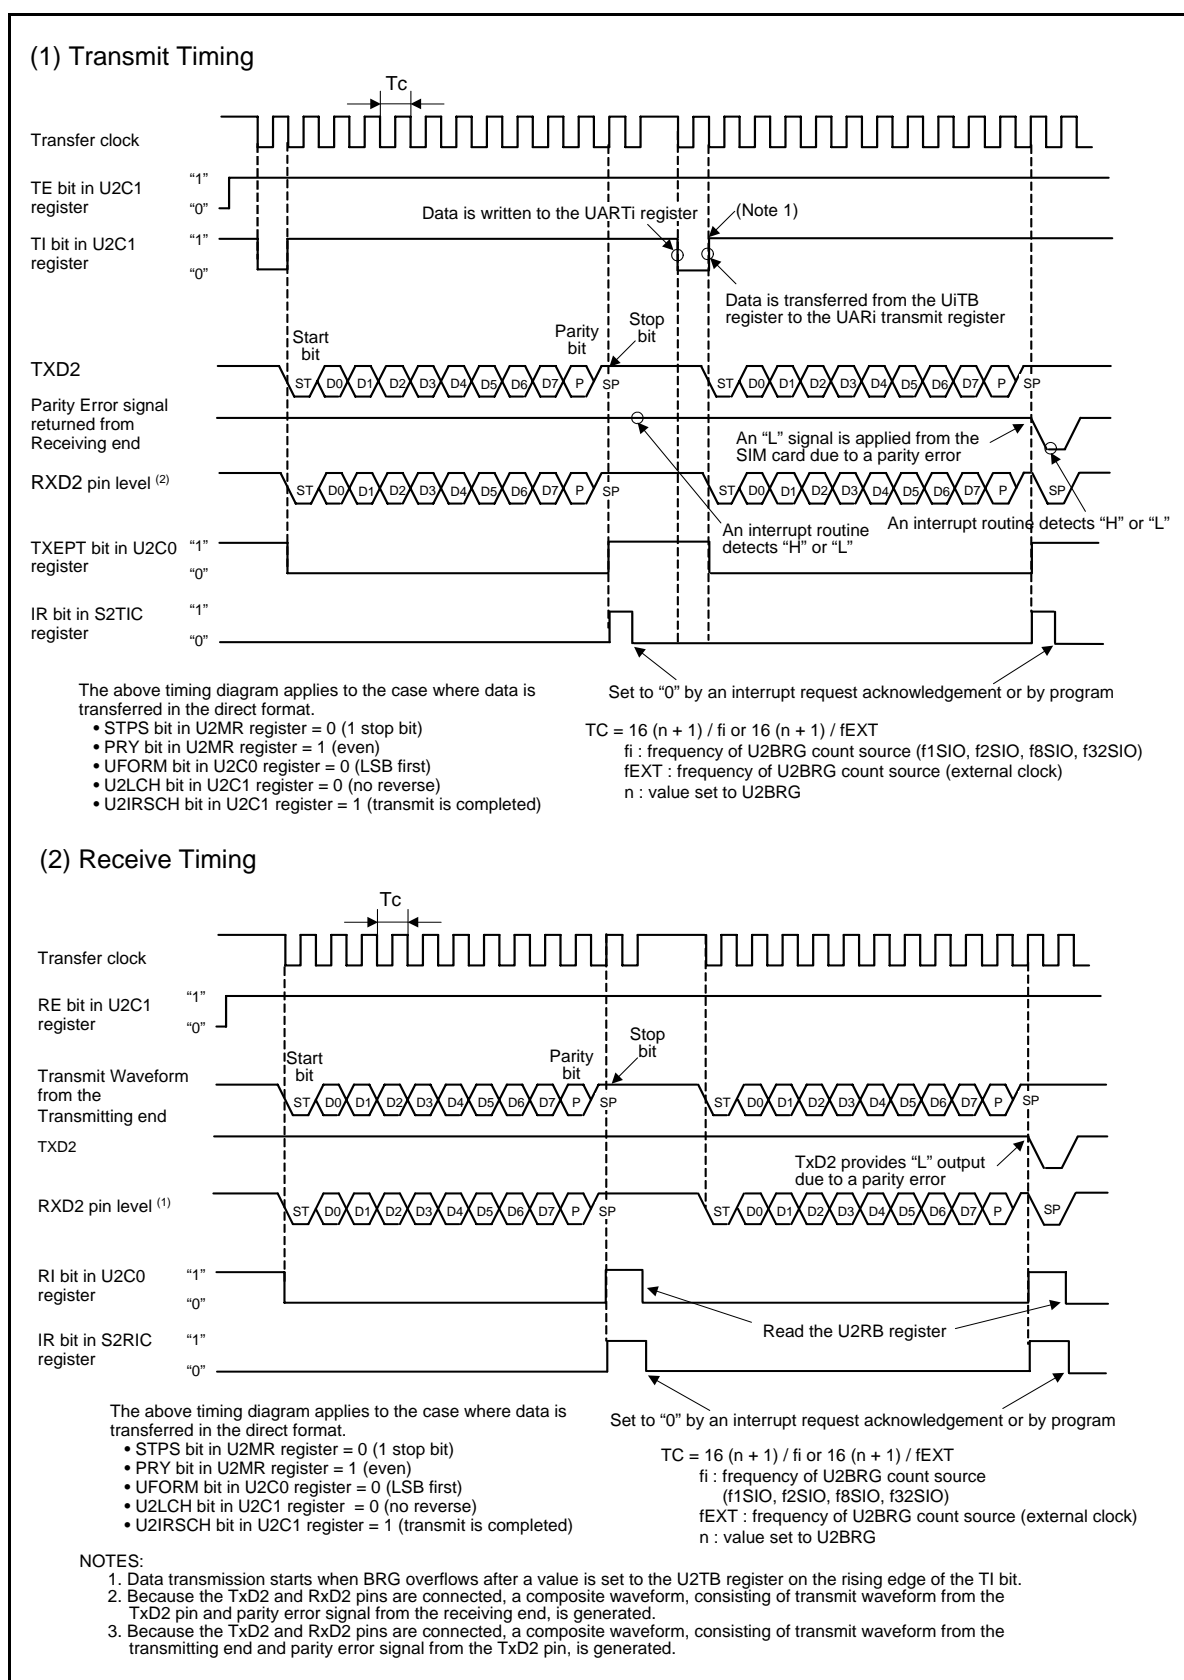 (1) Transmit Timing
Tc
Transfer clock
TE bit in U2C1
register
“1”
“0”
Data is written to the UARTi register
(Note 1)
TI bit in U2C1
register
“1”
“0”
Data is transferred from the UiTB
register to the UARi transmit register
Start
bit
Parity
bit
Stop
bit
TXD2
ST D0 D1 D2 D3 D4 D5 D6 D7 P SP
ST D0 D1 D2 D3 D4 D5 D6 D7 P SP
Parity Error signal
returned from
Receiving end
An “L” signal is applied from the
SIM card due to a parity error
RXD2 pin level (2)
ST D0 D1 D2 D3 D4 D5 D6 D7 P SP
ST D0 D1 D2 D3 D4 D5 D6 D7 P SP
An interrupt routine
detects “H” or “L”
An interrupt routine detects “H” or “L”
TXEPT bit in U2C0
register
“1”
“0”
IR bit in S2TIC
register
“1”
“0”
The above timing diagram applies to the case where data is
transferred in the direct format.
• STPS bit in U2MR register = 0 (1 stop bit)
• PRY bit in U2MR register = 1 (even)
• UFORM bit in U2C0 register = 0 (LSB first)
• U2LCH bit in U2C1 register = 0 (no reverse)
• U2IRSCH bit in U2C1 register = 1 (transmit is completed)
Set to “0” by an interrupt request acknowledgement or by program
TC = 16 (n + 1) / fi or 16 (n + 1) / fEXT
fi : frequency of U2BRG count source (f1SIO, f2SIO, f8SIO, f32SIO)
fEXT : frequency of U2BRG count source (external clock)
n : value set to U2BRG
(2) Receive Timing
Tc
Transfer clock
RE bit in U2C1
register
“1”
“0”
Start
bit
Parity
bit
Stop
bit
Transmit Waveform
from the
Transmitting end
ST D0 D1 D2 D3 D4 D5 D6 D7 P SP
ST D0 D1 D2 D3 D4 D5 D6 D7 P SP
TXD2
TxD2 provides “L” output
due to a parity error
RXD2 pin level (1)
ST D0 D1 D2 D3 D4 D5 D6 D7 P SP
ST D0 D1 D2 D3 D4 D5 D6 D7 P SP
RI bit in U2C0
register
“1”
“0”
Read the U2RB register
IR bit in S2RIC
register
“1”
“0”
The above timing diagram applies to the case where data is
transferred in the direct format.
• STPS bit in U2MR register = 0 (1 stop bit)
• PRY bit in U2MR register = 1 (even)
• UFORM bit in U2C0 register = 0 (LSB first)
• U2LCH bit in U2C1 register = 0 (no reverse)
• U2IRSCH bit in U2C1 register = 1 (transmit is completed)
Set to “0” by an interrupt request acknowledgement or by program
TC = 16 (n + 1) / fi or 16 (n + 1) / fEXT
fi : frequency of U2BRG count source
(f1SIO, f2SIO, f8SIO, f32SIO)
fEXT : frequency of U2BRG count source (external clock)
n : value set to U2BRG
NOTES:
1. Data transmission starts when BRG overflows after a value is set to the U2TB register on the rising edge of the TI bit.
2. Because the TxD2 and RxD2 pins are connected, a composite waveform, consisting of transmit waveform from the
TxD2 pin and parity error signal from the receiving end, is generated.
3. Because the TxD2 and RxD2 pins are connected, a composite waveform, consisting of transmit waveform from the
transmitting end and parity error signal from the TxD2 pin, is generated.